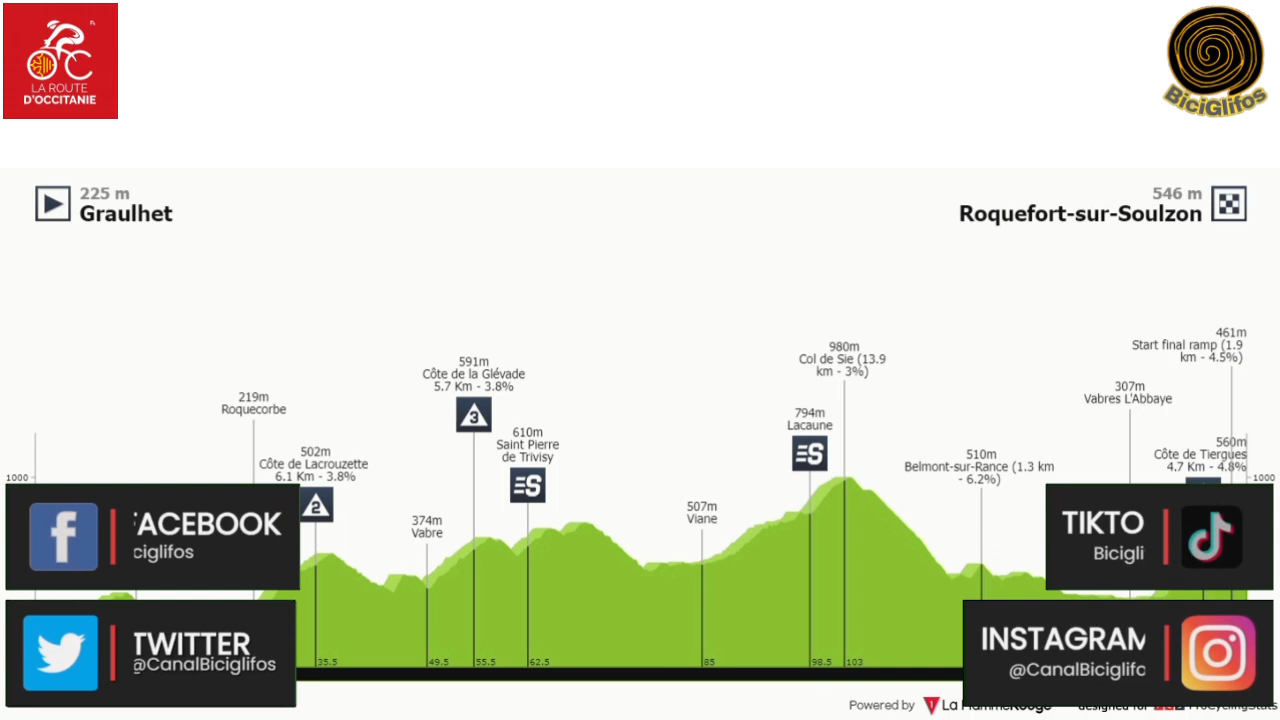 LA ROUTE
D'OCCITANIE
BiciGlifos
225 m
Graulhet
546 m
Roquefort-sur-Soulzon
461m
Start final ramp (1.9
km - 4.5%)
980m
Col de Sie (13.9
km - 3%)
591m
Côte de la Glévade
5.7 Km - 3.8%
3
307m
Vabres L'Abbaye
219m
Roquecorbe
794m
Lacaune
S
610m
Saint Pierre
de Trivisy
S
560m
Côte de Tiergues
4.7 Km - 4.8%
502m
Côte de Lacrouzette
6.1 Km - 3.8%
2
510m
Belmont-sur-Rance (1.3 km
- 6.2%)
1000
1000
507m
Viane
374m
Vabre
FACEBOOK
ciglifos
TIKTO
Bicigli
TWITTER
@CanalBiciglifos
INSTAGRAM
@CanalBiciglifo
35.5
49.5
55.5
62.5
85
98.5
103
Powered by La Flamme Rouge designed for ProCyclingStats